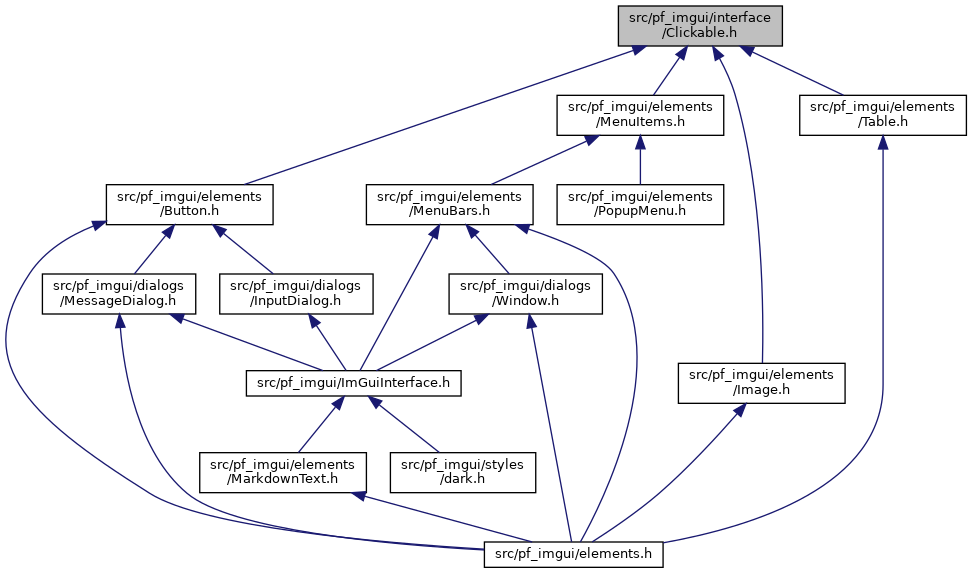 src/pf_imgui/interface
/Clickable.h
src/pf_imgui/elements
/MenuItems.h
src/pf_imgui/elements
/Table.h
src/pf_imgui/elements
/Button.h
src/pf_imgui/elements
/MenuBars.h
src/pf_imgui/elements
/PopupMenu.h
src/pf_imgui/dialogs
/MessageDialog.h
src/pf_imgui/dialogs
/InputDialog.h
src/pf_imgui/dialogs
/Window.h
src/pf_imgui/ImGuiInterface.h
src/pf_imgui/elements
/Image.h
src/pf_imgui/elements
/MarkdownText.h
src/pf_imgui/styles
/dark.h
src/pf_imgui/elements.h